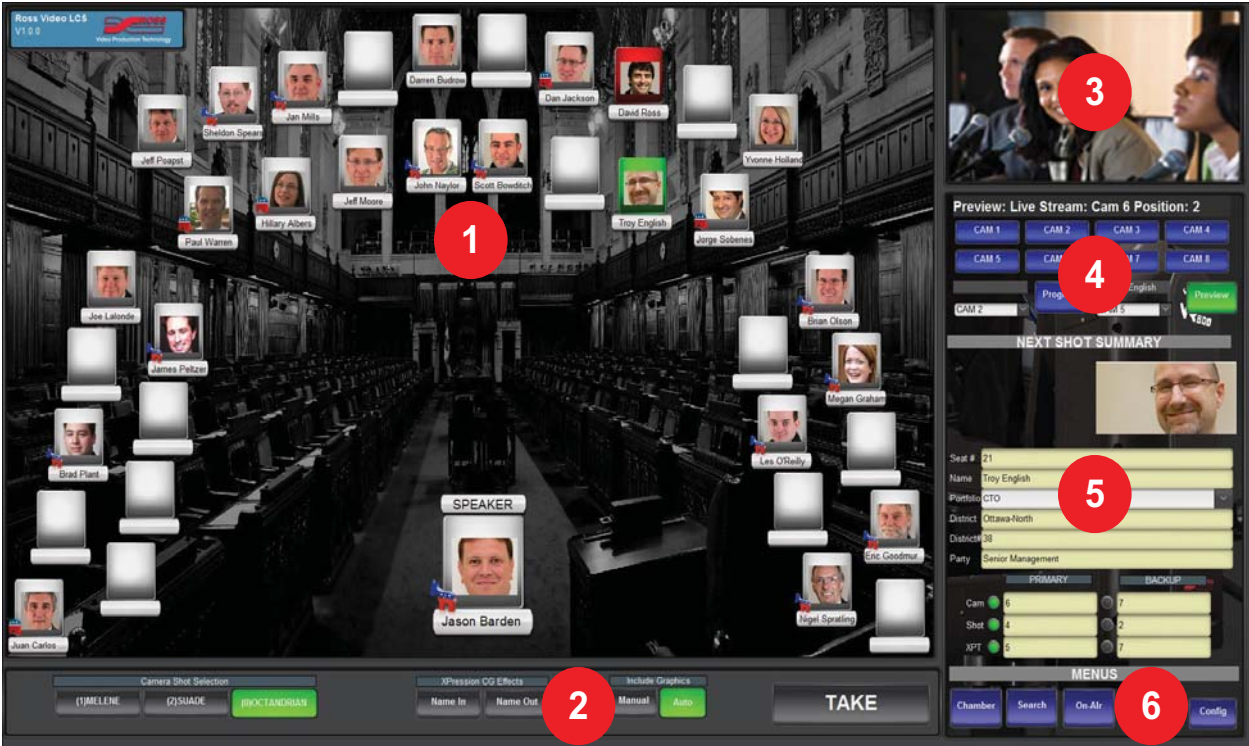 Ross Video LCS
V1.0.0
ROSS
Video Production Technology
Darren Budrow
Dan Jackson
David Ross
Jan Mills
Sheldon Spears
Jeff Poapst
Yvonne Holland
John Naylor
Scott Bowditch
Jeff Moore
Troy English
Hillary Albers
Paul Warren
Jorge Sobenes
1
Joe Lalonde
Brian Olson
James Peltzer
Megan Graham
Brad Plant
Les O'Reilly
SPEAKER
Eric Goodmur...
Jason Barden
Nigel Spratling
Juan Carlos ...
Camera Shot Selection
(1)MELENE
(2)SUADE
(0)OCTANDRIAN
XPression CG Effects
Name In
Name Out
2
Include Graphics
Manual
Auto
TAKE
3
Preview: Live Stream: Cam 6 Position: 2
CAM 1
CAM 2
CAM 3
CAM 4
CAM 5
CAM 8
4
English
Preview
CAM 2
NEXT SHOT SUMMARY
Seat # 21
Name Troy English
Portfolio CTO
5
District Ottawa-North
District# 38
Party Senior Management
PRIMARY BACKUP
Cam 6 7
Shot 4 2
XPT 5 7
MENUS
Chamber
Search
On-Air
6
Config